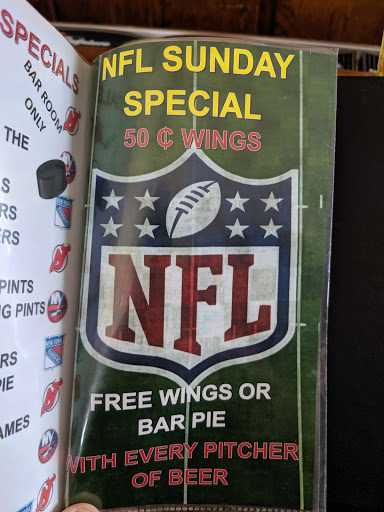 SPECIALS
BAR ROOM
ONLY
THE
PINTS
G PINTS
NFL SUNDAY
SPECIAL
50 ¢ WINGS
NFL
FREE WINGS OR
BAR PIE
WITH EVERY PITCHER
OF BEER